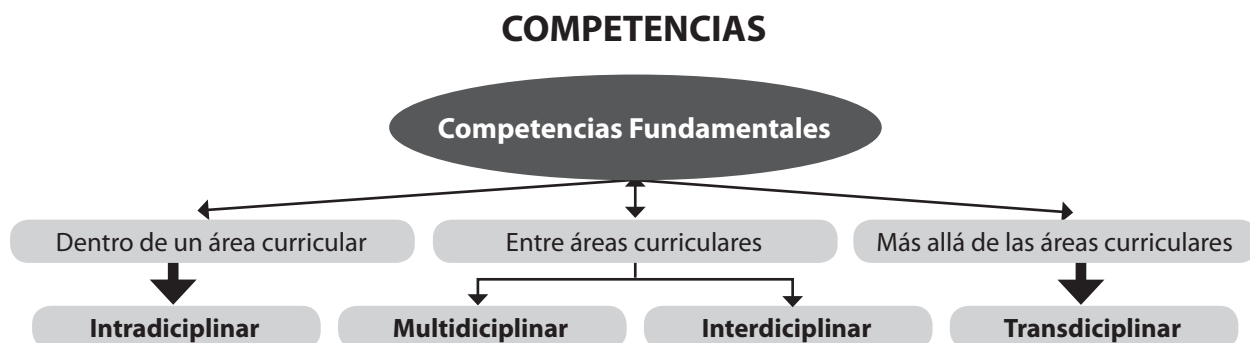 COMPETENCIAS
Competencias Fundamentales
Dentro de un área curricular
Entre áreas curriculares
Más allá de las áreas curriculares
Intradiciplinar
Multidiciplinar
Interdiciplinar
Transdiciplinar